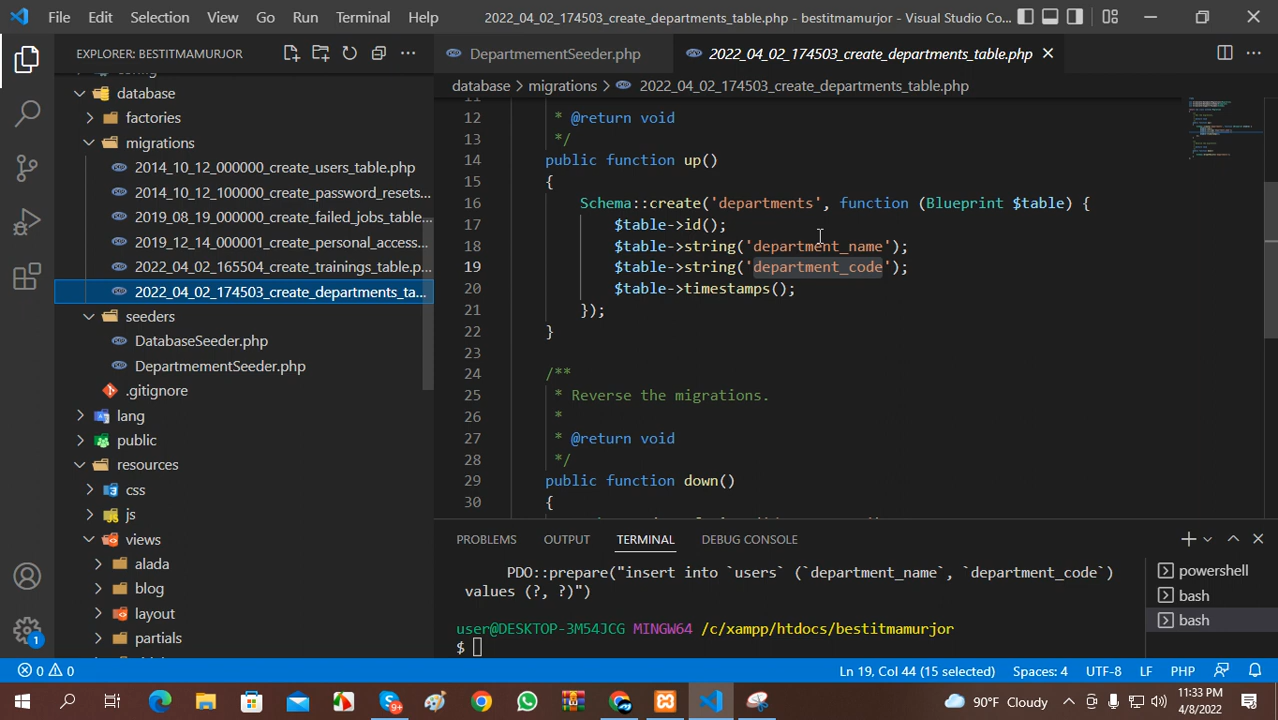 File Edit Selection View Go Run Terminal Help 2022_04_02_174503_create_departments_table.php - bestitmamurjor - Visual Studio Co...
EXPLORER: BESTITMAMURJOR
database
factories
migrations
2014_10_12_000000_create_users_table.php
2014_10_12_100000_create_password_resets...
2019_08_19_000000_create_failed_jobs_table...
2019_12_14_000001_create_personal_access...
2022_04_02_165504_create_trainings_table.p...
2022_04_02_174503_create_departments_ta...
seeders
DatabaseSeeder.php
DepartmementSeeder.php
.gitignore
lang
public
resources
css
js
views
alada
blog
layout
partials
1
DepartmementSeeder.php 2022_04_02_174503_create_departments_table.php
database > migrations > 2022_04_02_174503_create_departments_table.php
11
12 * @return void
13 */
14 public function up()
15 {
16 Schema::create('departments', function (Blueprint $table) {
17 $table->id();
18 $table->string('department_name');
19 $table->string('department_code');
20 $table->timestamps();
21 });
22 }
23
24 /**
25 * Reverse the migrations.
26 *
27 * @return void
28 */
29 public function down()
30 {
PROBLEMS OUTPUT TERMINAL DEBUG CONSOLE
PDO::prepare("insert into `users` (`department_name`, `department_code`)
values (?, ?)")
user@DESKTOP-3M54JCG MINGW64 /c/xampp/htdocs/bestitmamurjor
$
powershell
bash
bash
0 0 Ln 19, Col 44 (15 selected) Spaces: 4 UTF-8 LF PHP
9+ 90°F Cloudy 11:33 PM
4/8/2022